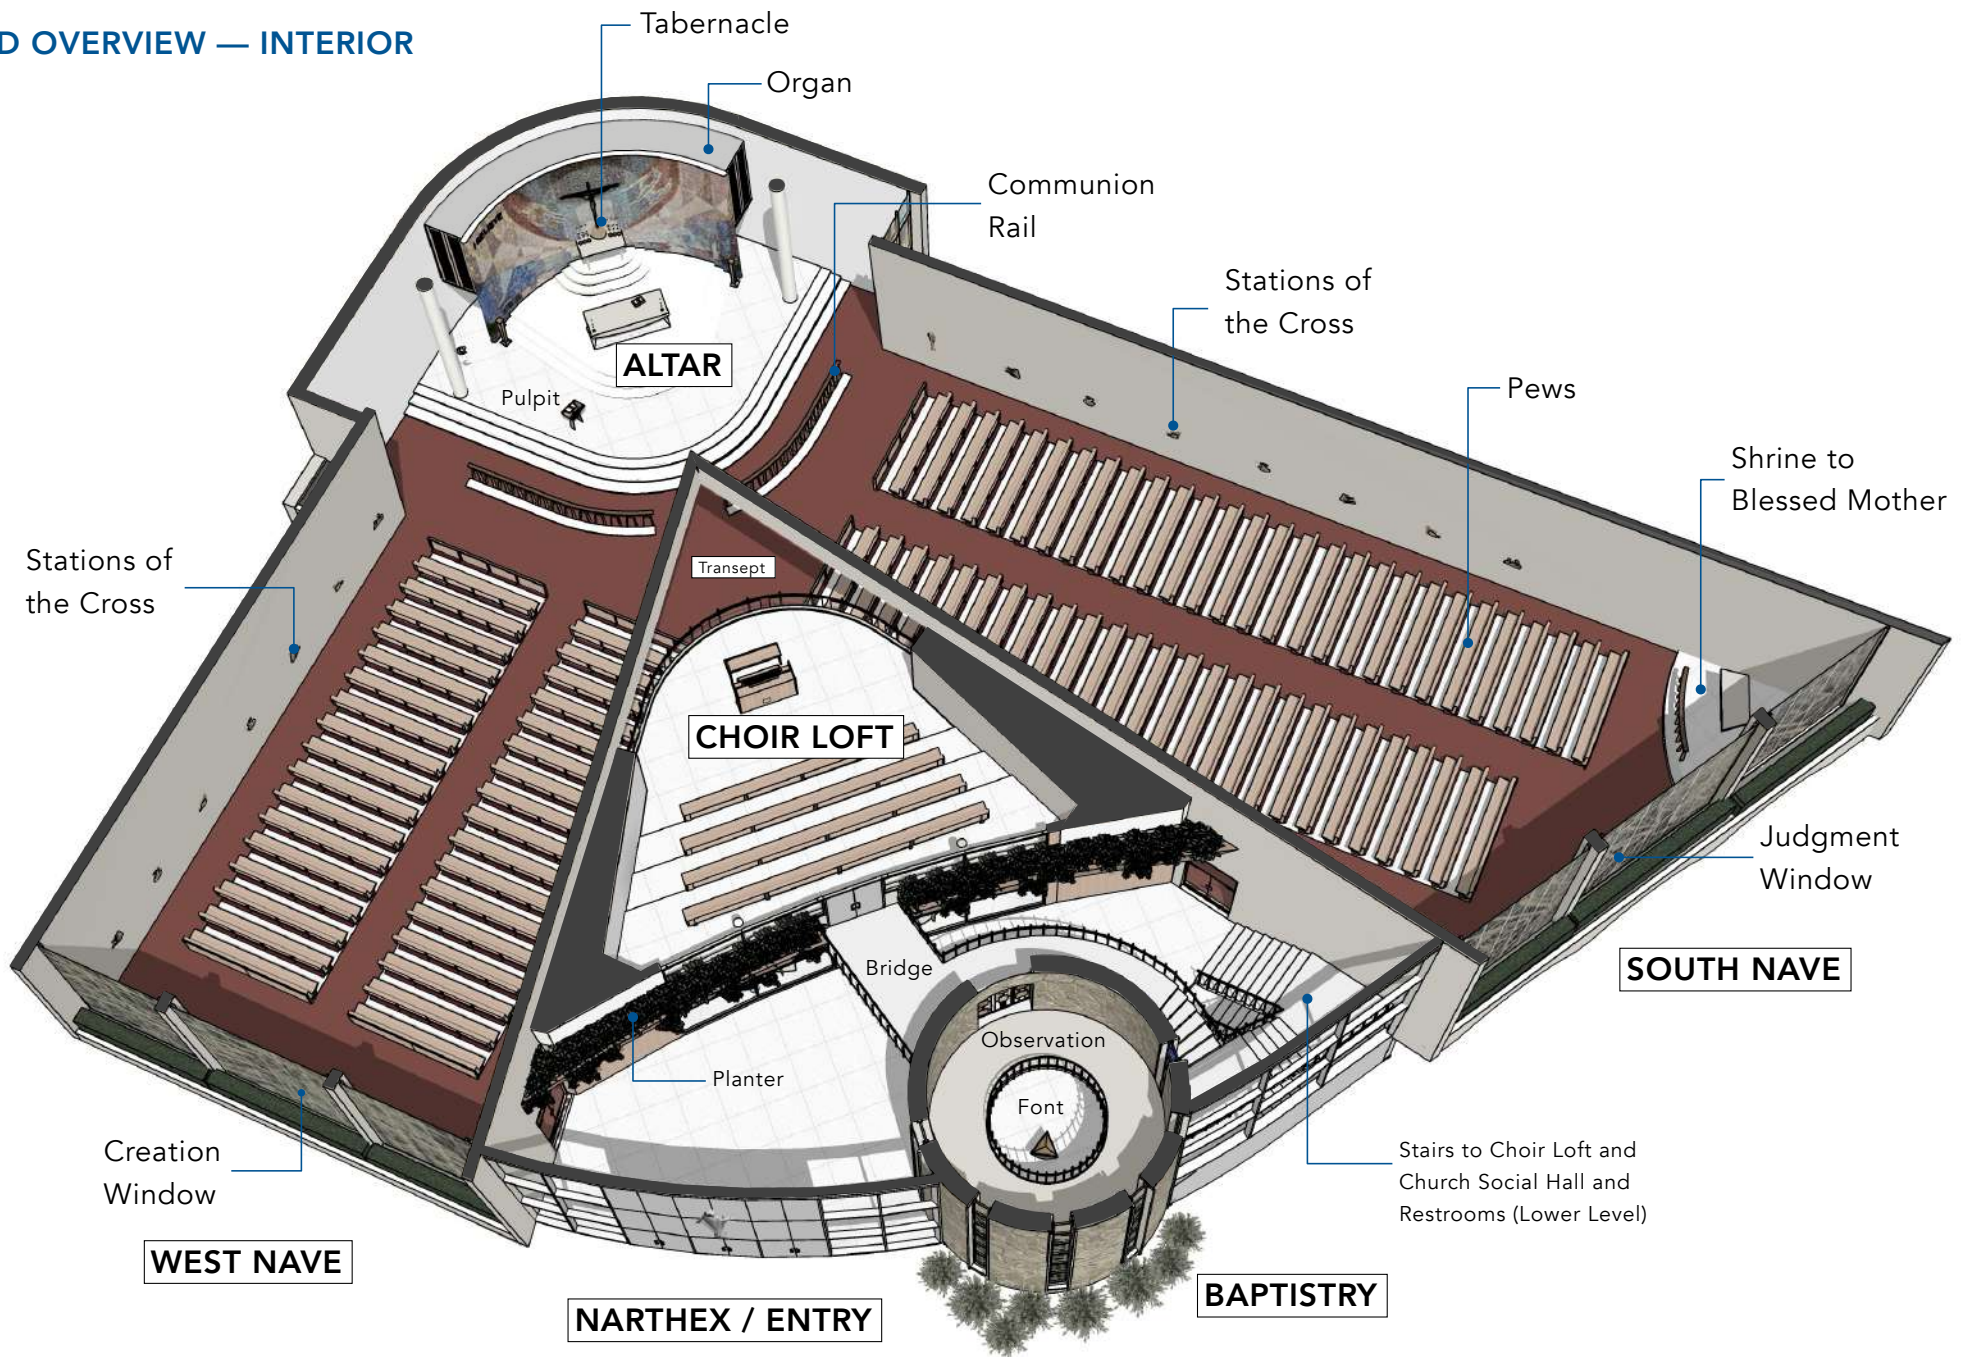 D OVERVIEW — INTERIOR
Tabernacle
Organ
Communion
Rail
Stations of
the Cross
Pews
Shrine to
Blessed Mother
ALTAR
Pulpit
Transept
Stations of
the Cross
CHOIR LOFT
Judgment
Window
SOUTH NAVE
Bridge
Observation
Font
Planter
Creation
Window
Stairs to Choir Loft and
Church Social Hall and
Restrooms (Lower Level)
WEST NAVE
BAPTISTRY
NARTHEX / ENTRY